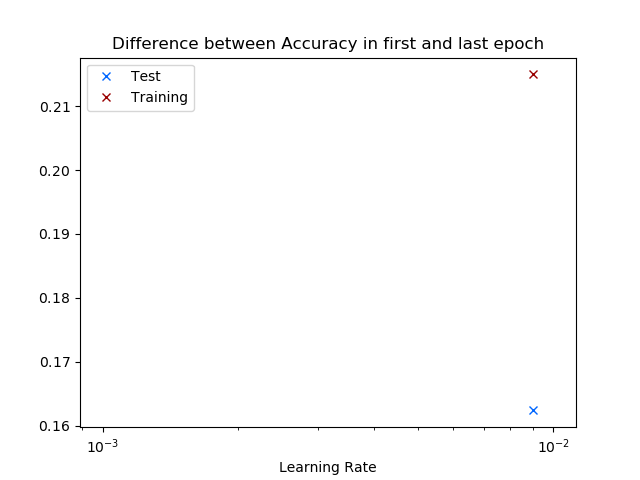 Difference between Accuracy in first and last epoch
Test
Training
0.21
0.20
0.19
0.18
0.17
0.16
10⁻³
10⁻²
Learning Rate